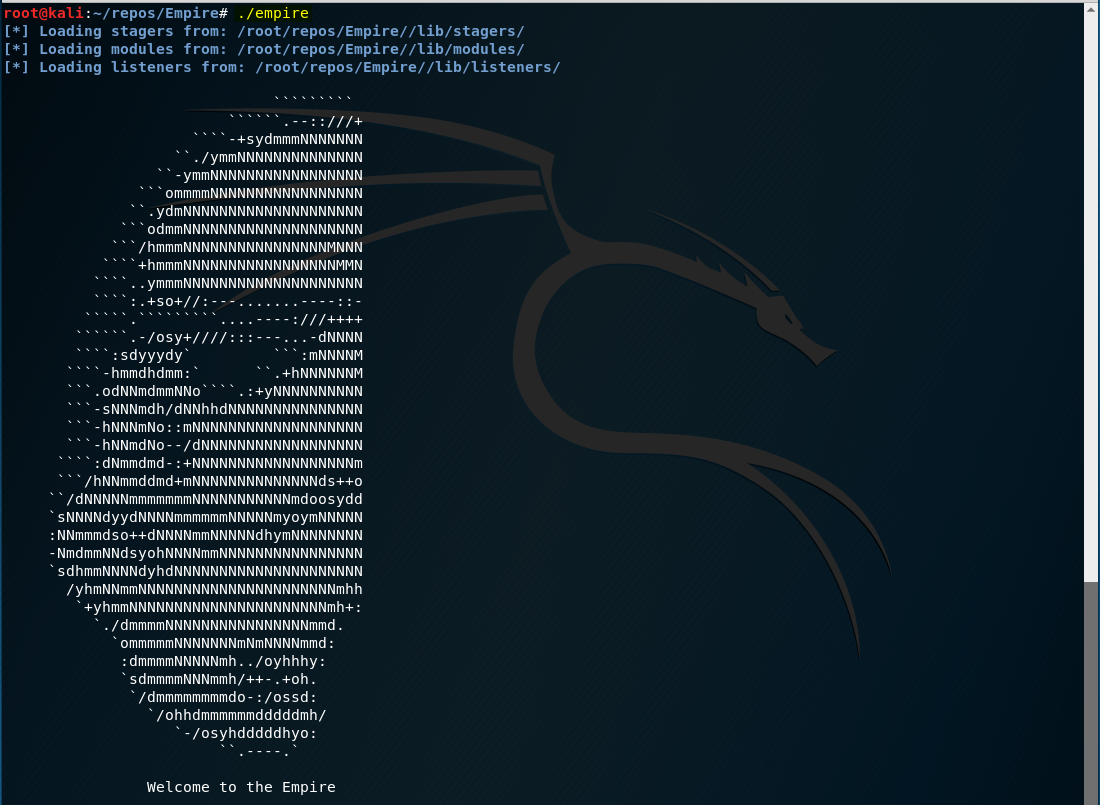 root@kali:~/repos/Empire# ./empire
[*] Loading stagers from: /root/repos/Empire//lib/stagers/
[*] Loading modules from: /root/repos/Empire//lib/modules/
[*] Loading listeners from: /root/repos/Empire//lib/listeners/
                              `````````
                         ``````.--::///+
                     ````-+sydmmmNNNNNNN
                   ``./ymmNNNNNNNNNNNNNN
                 ``-ymmNNNNNNNNNNNNNNNNN
               ```ommmmNNNNNNNNNNNNNNNNN
              ``.ydmNNNNNNNNNNNNNNNNNNNN
             ```odmmNNNNNNNNNNNNNNNNNNNN
            ```/hmmmNNNNNNNNNNNNNNNNMNNN
           ````+hmmmNNNNNNNNNNNNNNNNNMMN
          ````..ymmmNNNNNNNNNNNNNNNNNNNN
          ````:.+so+//:---.......----::-
         `````.`````````....----:///++++
        ``````.-/osy+////:::---...-dNNNN
        ````:sdyyydy`         ```:mNNNNM
       ````-hmmdhdmm:`      ``.+hNNNNNNM
       ```.odNNmdmmNNo````.:+yNNNNNNNNNN
       ```-sNNNmdh/dNNhhdNNNNNNNNNNNNNNN
       ```-hNNNmNo::mNNNNNNNNNNNNNNNNNNN
       ```-hNNmdNo--/dNNNNNNNNNNNNNNNNNN
      ````:dNmmdmd-:+NNNNNNNNNNNNNNNNNNm
      ```/hNNmmddmd+mNNNNNNNNNNNNNNds++o
     ``/dNNNNNmmmmmmmNNNNNNNNNNNmdoosydd
     `sNNNNdyydNNNNmmmmmmNNNNNmyoymNNNNN
     :NNmmmdso++dNNNNmmNNNNNdhymNNNNNNNN
     -NmdmmNNdsyohNNNNmmNNNNNNNNNNNNNNNN
     `sdhmmNNNNdyhdNNNNNNNNNNNNNNNNNNNNN
       /yhmNNmmNNNNNNNNNNNNNNNNNNNNNNmhh
        `+yhmmNNNNNNNNNNNNNNNNNNNNNNmh+:
          `./dmmmmNNNNNNNNNNNNNNNNmmd.
            `ommmmmNNNNNNNmNmNNNNmmd:
             :dmmmmNNNNNmh../oyhhhy:
             `sdmmmmNNNmmh/++-.+oh.
              `/dmmmmmmmmdo-:/ossd:
                `/ohhdmmmmmmdddddmh/
                   `-/osyhdddddhyo:
                        ``.----.`
                Welcome to the Empire